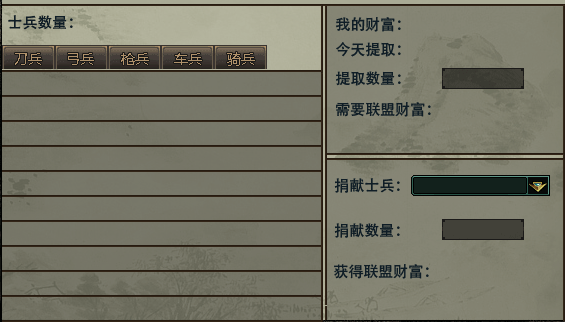 士兵数量：
刀兵 弓兵 枪兵 车兵 骑兵
我的财富：
今天提取：
提取数量：
需要联盟财富：
捐献士兵：
捐献数量：
获得联盟财富：